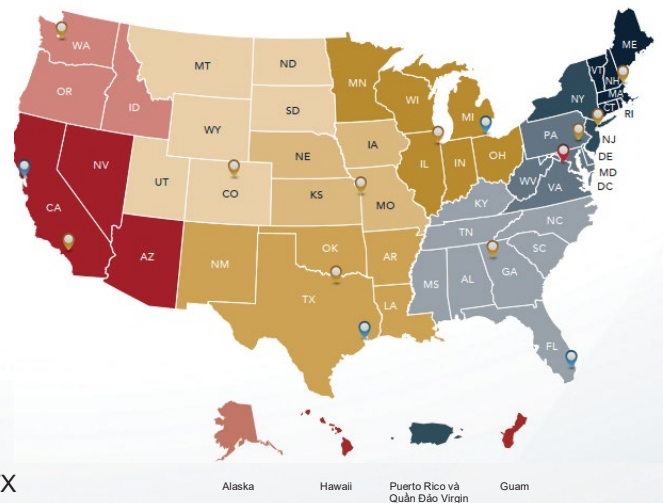 WA
OR
ID
MT
ND
SD
WY
NE
UT
CO
KS
CA
NV
AZ
NM
OK
TX
MN
WI
MI
IA
IL
IN
OH
MO
AR
LA
KY
TN
MS
AL
GA
NC
SC
FL
WV
VA
PA
NY
VT
NH
ME
MA
CT
RI
NJ
DE
MD
DC
X
Alaska
Hawaii
Puerto Rico và
Quần Đảo Virgin
Guam